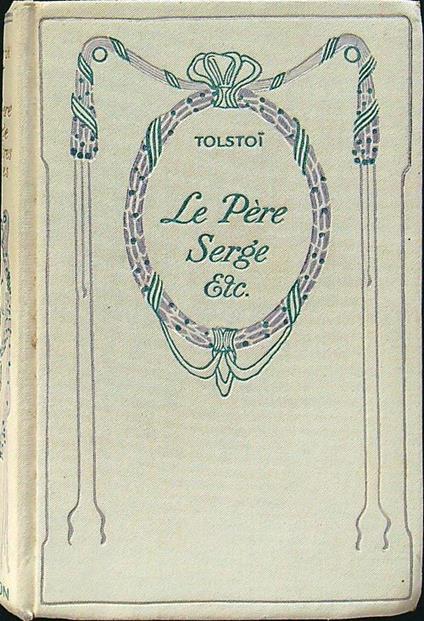 TOLSTOÏ
Le Père
Serge
Etc.